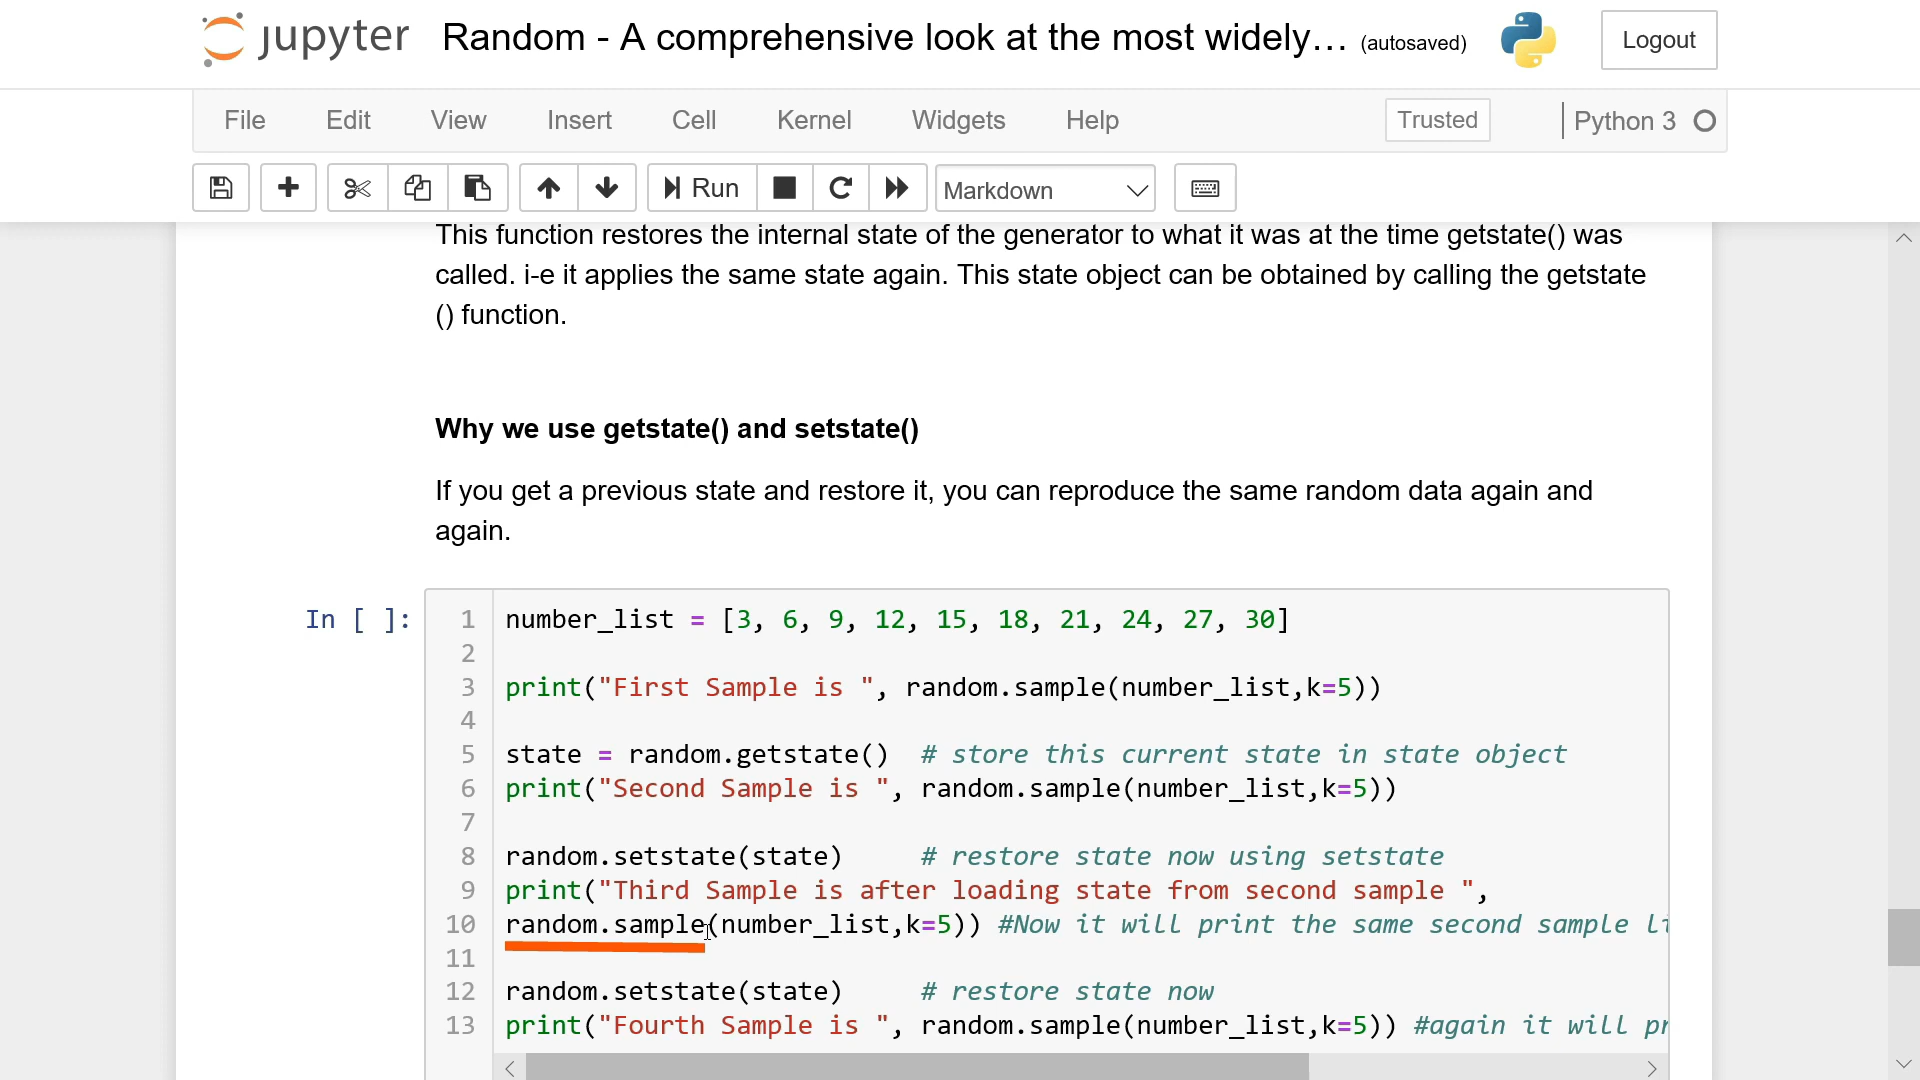 jupyter Random - A comprehensive look at the most widely... (autosaved) Logout
File Edit View Insert Cell Kernel Widgets Help Trusted Python 3
Run Markdown
This function restores the internal state of the generator to what it was at the time getstate() was
called. i-e it applies the same state again. This state object can be obtained by calling the getstate
() function.
Why we use getstate() and setstate()
If you get a previous state and restore it, you can reproduce the same random data again and
again.
In [ ]: 1 number_list = [3, 6, 9, 12, 15, 18, 21, 24, 27, 30]
2
3 print("First Sample is ", random.sample(number_list,k=5))
4
5 state = random.getstate() # store this current state in state object
6 print("Second Sample is ", random.sample(number_list,k=5))
7
8 random.setstate(state) # restore state now using setstate
9 print("Third Sample is after loading state from second sample ",
10 random.sample(number_list,k=5)) #Now it will print the same second sample
11
12 random.setstate(state) # restore state now
13 print("Fourth Sample is ", random.sample(number_list,k=5)) #again it will